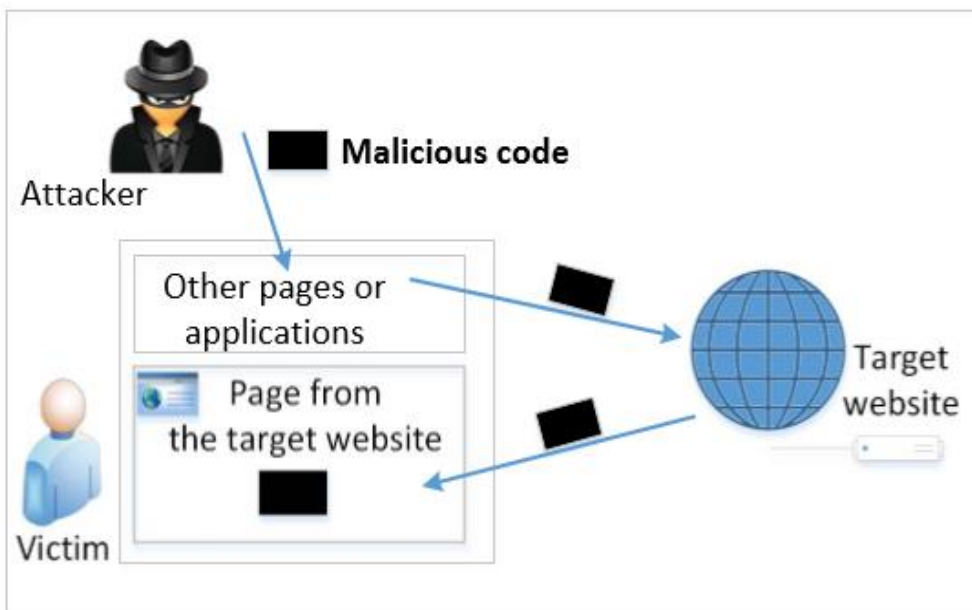 Malicious code
Attacker
Other pages or
applications
Page from
the target website
Target
website
Victim